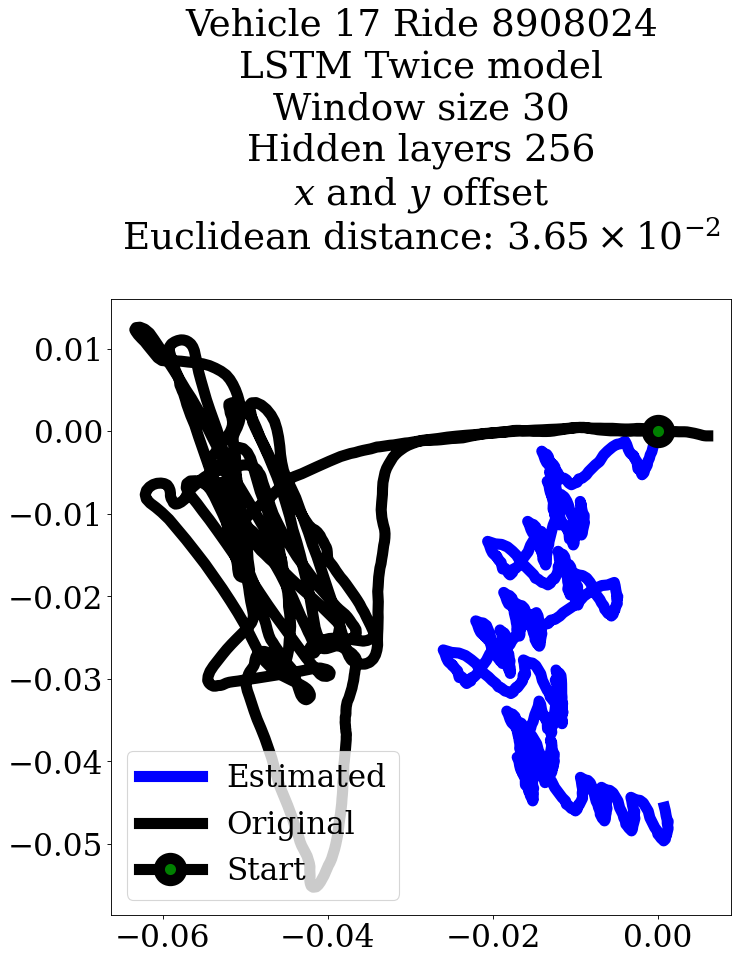 Vehicle 17 Ride 8908024
LSTM Twice model
Window size 30
Hidden layers 256
x and y offset
Euclidean distance: 3.65 × 10⁻²
0.01
0.00
−0.01
−0.02
−0.03
−0.04
−0.05
Estimated
Original
Start
−0.06
−0.04
−0.02
0.00